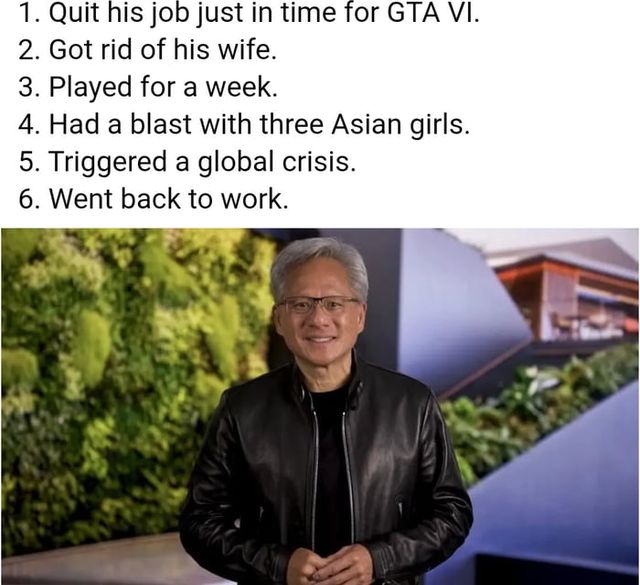 1. Quit his job just in time for GTA VI.
2. Got rid of his wife.
3. Played for a week.
4. Had a blast with three Asian girls.
5. Triggered a global crisis.
6. Went back to work.